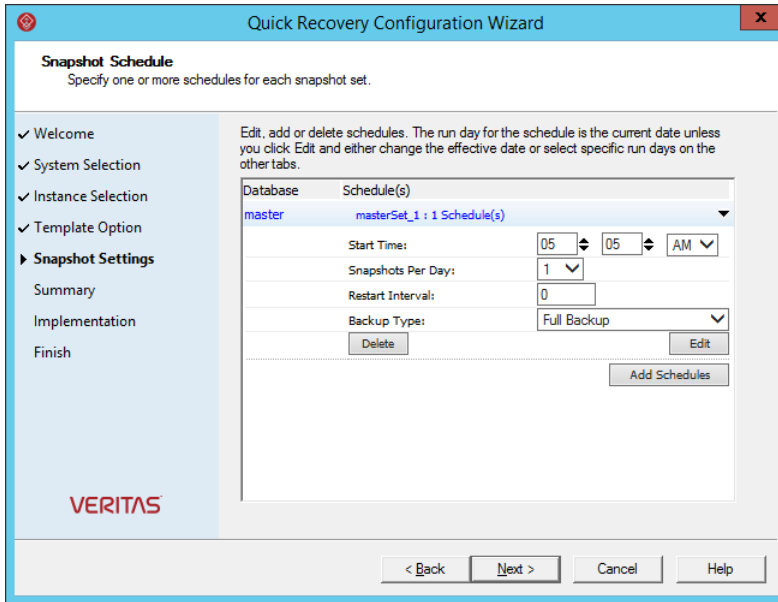 Quick Recovery Configuration Wizard
x
Snapshot Schedule
Specify one or more schedules for each snapshot set.
Welcome
System Selection
Instance Selection
Template Option
Snapshot Settings
Summary
Implementation
Finish
VERITAS
Edit, add or delete schedules. The run day for the schedule is the current date unless
you click Edit and either change the effective date or select specific run days on the
other tabs.
Database Schedule(s)
master masterSet_1 : 1 Schedule(s)
Start Time: 05 05 AM
Snapshots Per Day: 1
Restart Interval: 0
Backup Type: Full Backup
Delete Edit
Add Schedules
< Back Next > Cancel Help